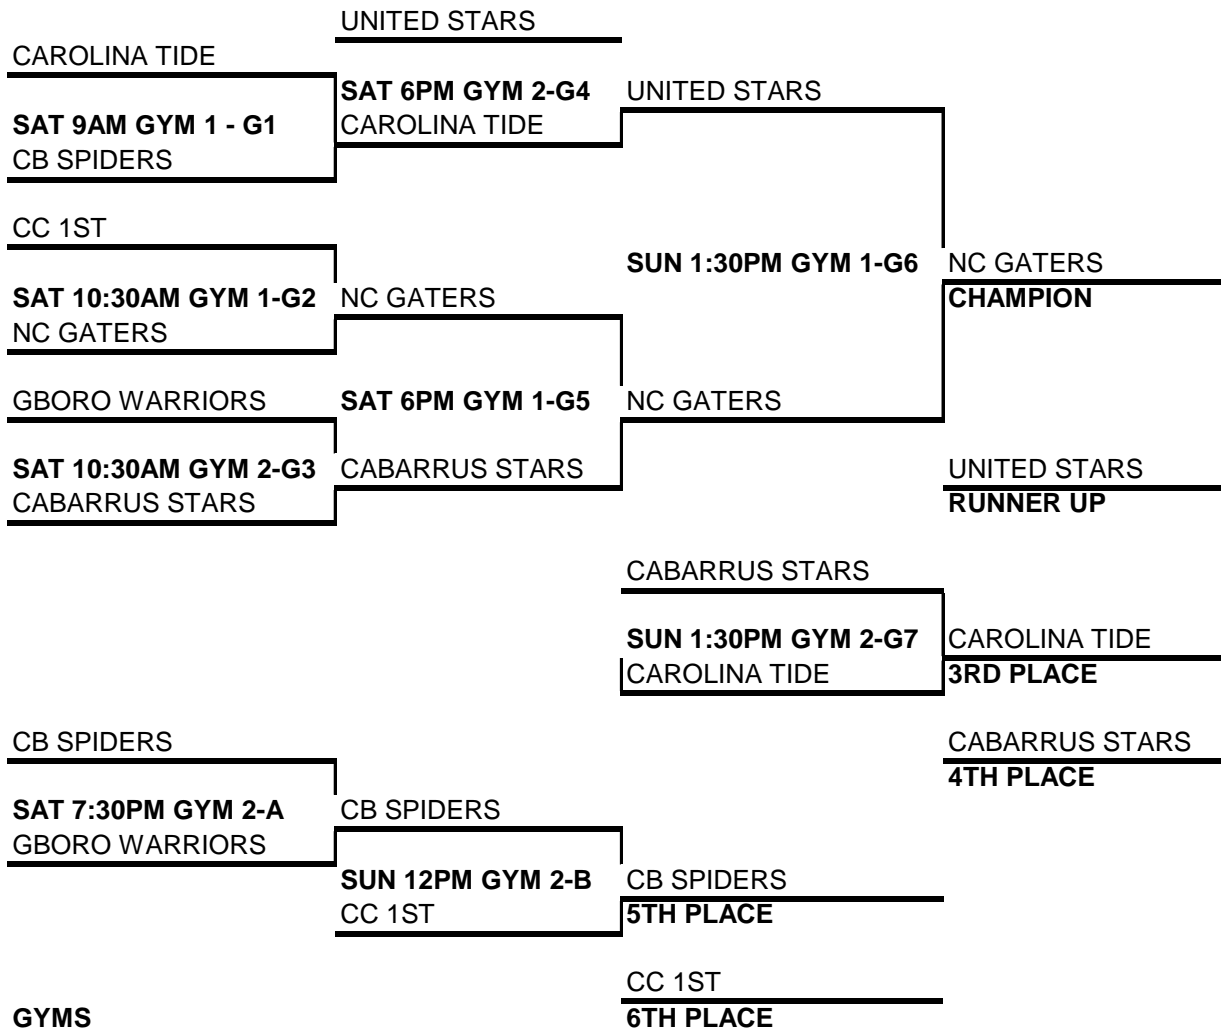 UNITED STARS
CAROLINA TIDE
SAT 6PM GYM 2-G4
UNITED STARS
SAT 9AM GYM 1 - G1
CAROLINA TIDE
CB SPIDERS
CC 1ST
SUN 1:30PM GYM 1-G6
NC GATERS
SAT 10:30AM GYM 1-G2
NC GATERS
CHAMPION
NC GATERS
GBORO WARRIORS
SAT 6PM GYM 1-G5
NC GATERS
SAT 10:30AM GYM 2-G3
CABARRUS STARS
UNITED STARS
CABARRUS STARS
RUNNER UP
CABARRUS STARS
SUN 1:30PM GYM 2-G7
CAROLINA TIDE
CAROLINA TIDE
3RD PLACE
CB SPIDERS
CABARRUS STARS
4TH PLACE
SAT 7:30PM GYM 2-A
CB SPIDERS
GBORO WARRIORS
SUN 12PM GYM 2-B
CB SPIDERS
CC 1ST
5TH PLACE
CC 1ST
GYMS
6TH PLACE